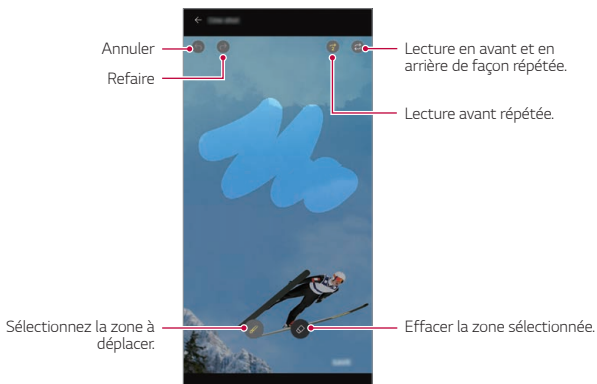 Annuler
Refaire
Lecture en avant et en
arrière de façon répétée.
Lecture avant répétée.
Sélectionnez la zone à
déplacer.
Effacer la zone sélectionnée.